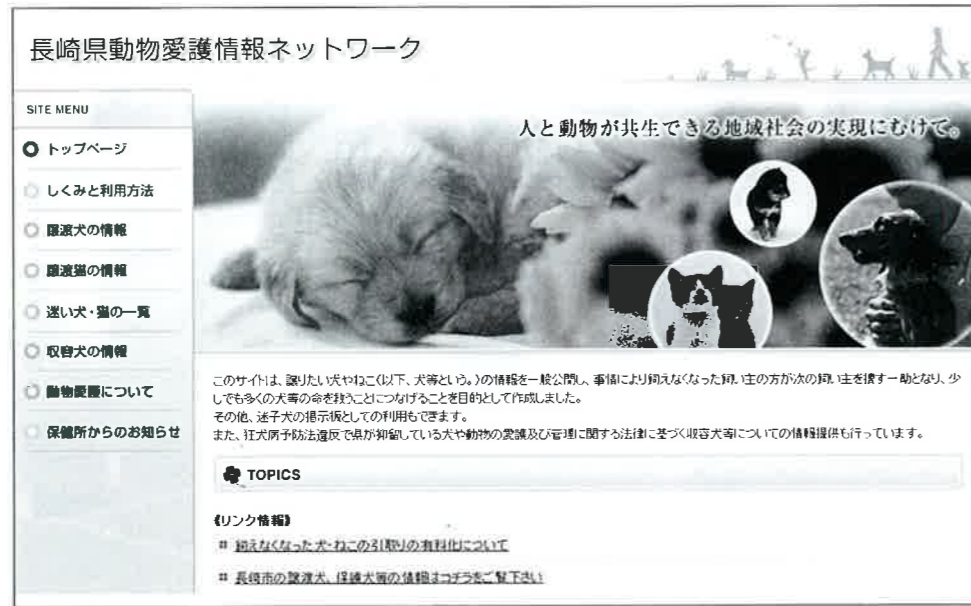 長崎県動物愛護情報ネットワーク
SITE MENU
トップページ
しくみと利用方法
譲渡犬の情報
譲渡猫の情報
迷い犬・猫の一覧
収容犬の情報
動物愛護について
保健所からのお知らせ
人と動物が共生できる地域社会の実現にむけて。
このサイトは、譲りたい犬やねこ(以下、犬等という。)の情報を一般公開し、事情により飼えなくなった飼い主の方が次の飼い主を捜す一助となり、少
しでも多くの犬等の命を救うことにつなげることを目的として作成しました。
その他、迷子犬の掲示板としての利用もできます。
また、狂犬病予防法違反で県が抑留している犬や動物の愛護及び管理に関する法律に基づく収容犬等についての情報提供も行っています。
TOPICS
《リンク情報》
飼えなくなった犬・ねこの引取りの有料化について
長崎市の譲渡犬、保護犬等の情報はコチラをご覧下さい